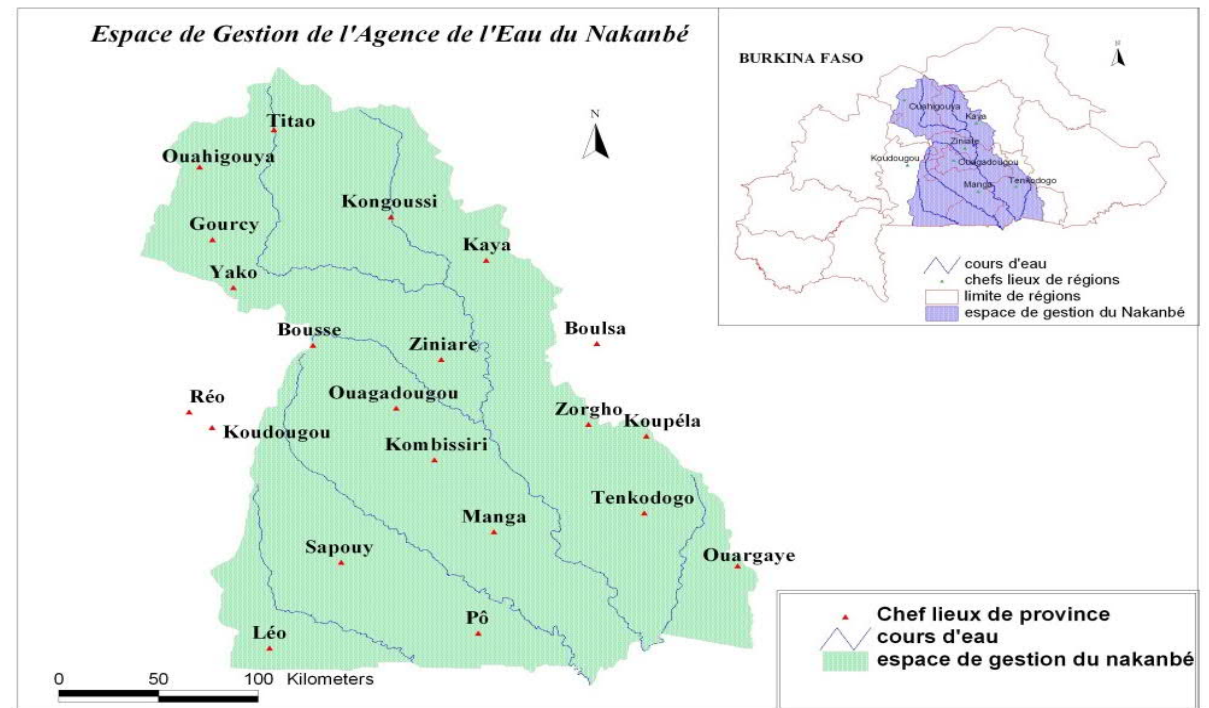 Espace de Gestion de l'Agence de l'Eau du Nakanbé
N
Titao
Ouahigouya
Kongoussi
Gourcy
Kaya
Yako
Bousse
Ziniare
Boulsa
Réo
Ouagadougou
Zorgho
Koupéla
Koudougou
Kombissiri
Tenkodogo
Manga
Sapouy
Ouargaye
Pô
Léo
0 50 100 Kilometers
BURKINA FASO
N
Ouahigouya
Kaya
Ziniare
Koudougou
Ouagadougou
Manga
Tenkodogo
cours d'eau
chefs lieux de régions
limite de régions
espace de gestion du Nakanbé
Chef lieux de province
cours d'eau
espace de gestion du nakanbé